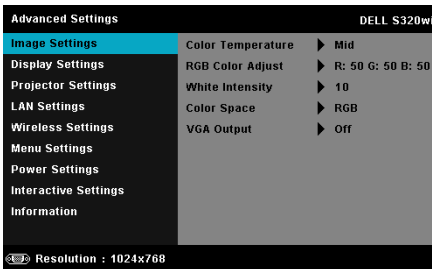 Advanced Settings DELL S320wi
Image Settings Color Temperature Mid
Display Settings RGB Color Adjust R: 50 G: 50 B: 50
Projector Settings White Intensity 10
LAN Settings Color Space RGB
Wireless Settings VGA Output Off
Menu Settings
Power Settings
Interactive Settings
Information
Resolution : 1024x768